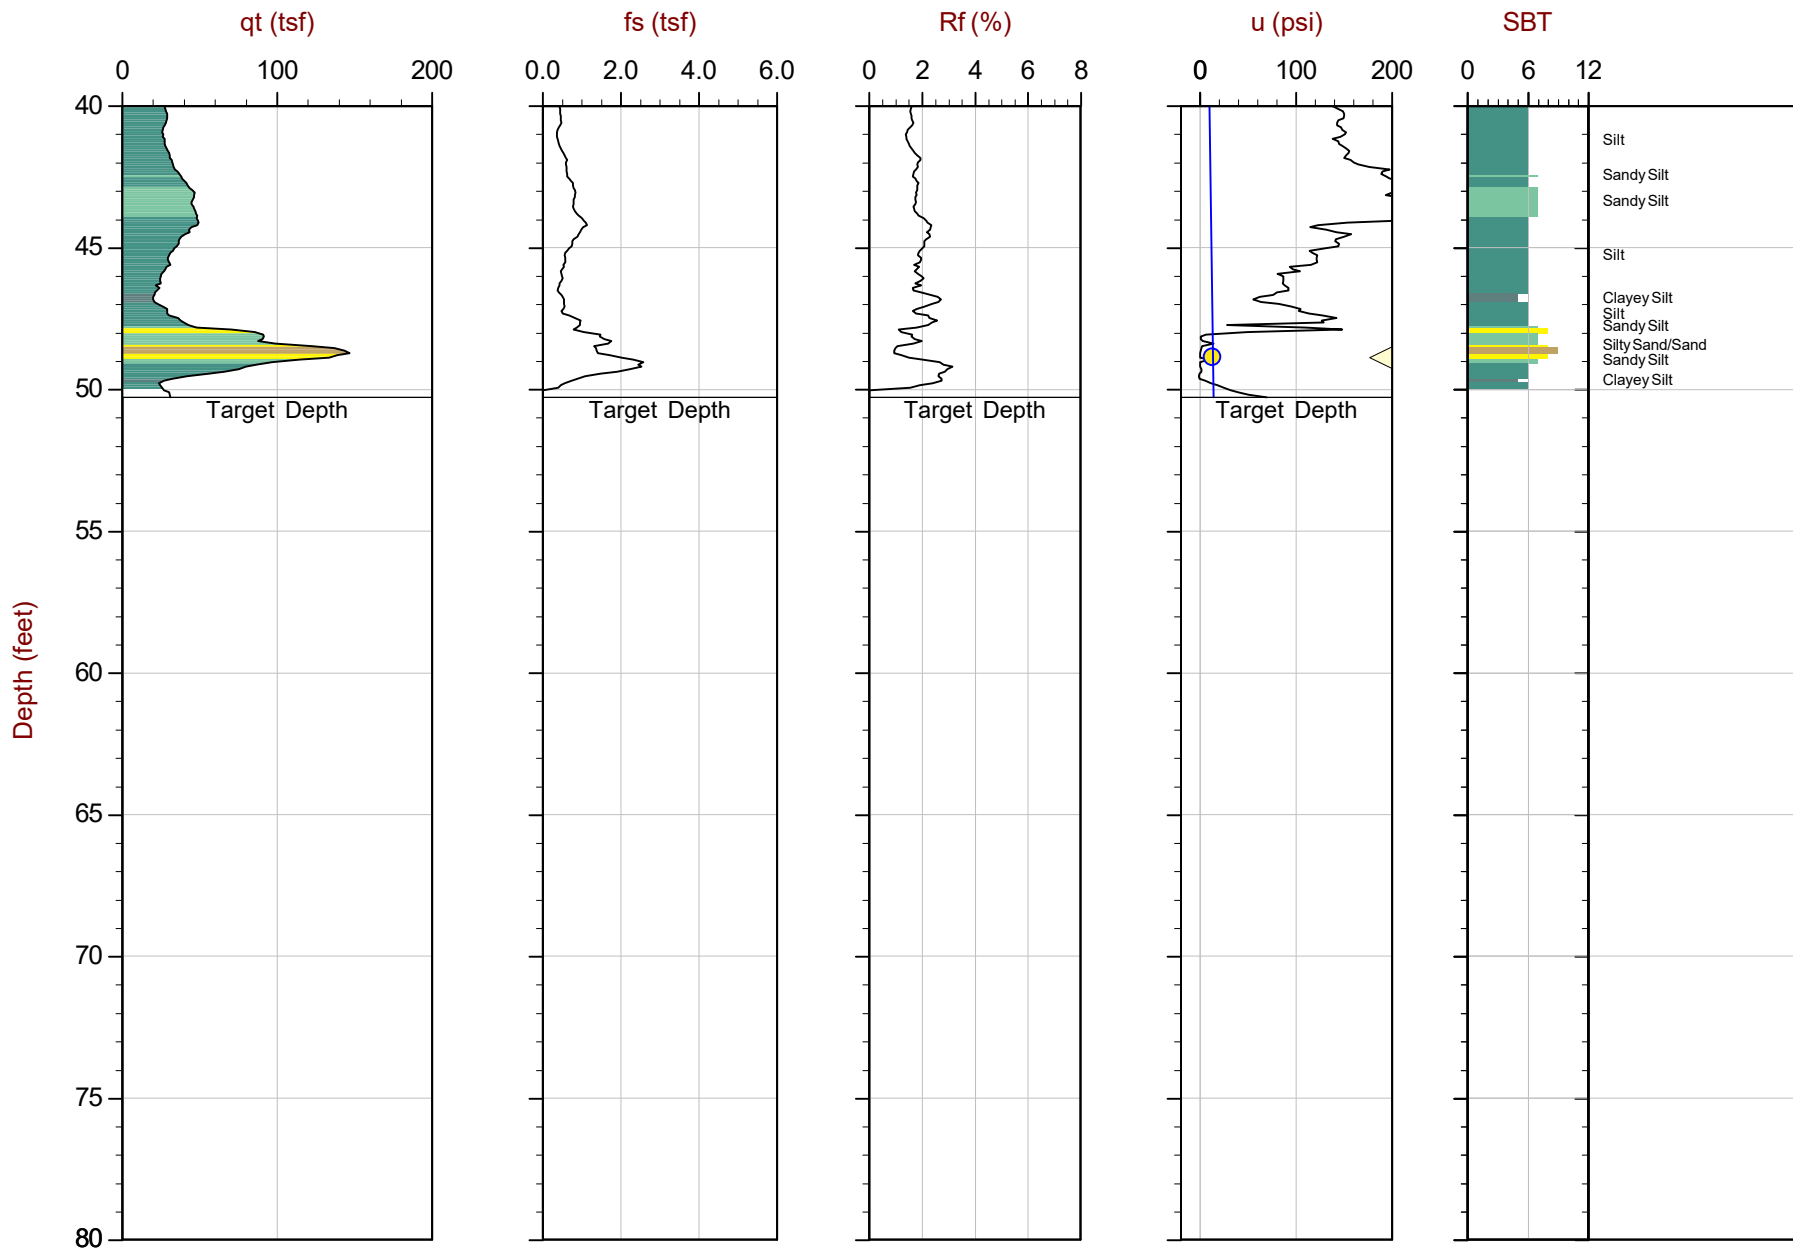 qt (tsf) fs (tsf) Rf (%) u (psi) SBT
0 100 200 0.0 2.0 4.0 6.0 0 2 4 6 8 0 100 200 0 6 12
40
Silt
Sandy Silt
Sandy Silt
45
Silt
Clayey Silt
Silt
Sandy Silt
Silty Sand/Sand
Sandy Silt
Clayey Silt
50
Target Depth Target Depth Target Depth Target Depth
55
60
Depth (feet)
65
70
75
80